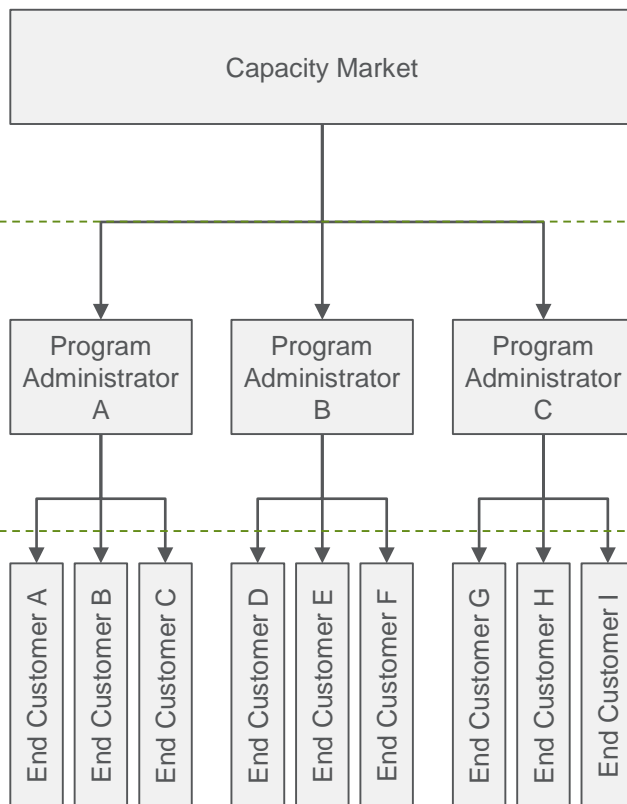 Capacity Market
Program
Administrator
A
Program
Administrator
B
Program
Administrator
C
End Customer A
End Customer B
End Customer C
End Customer D
End Customer E
End Customer F
End Customer G
End Customer H
End Customer I